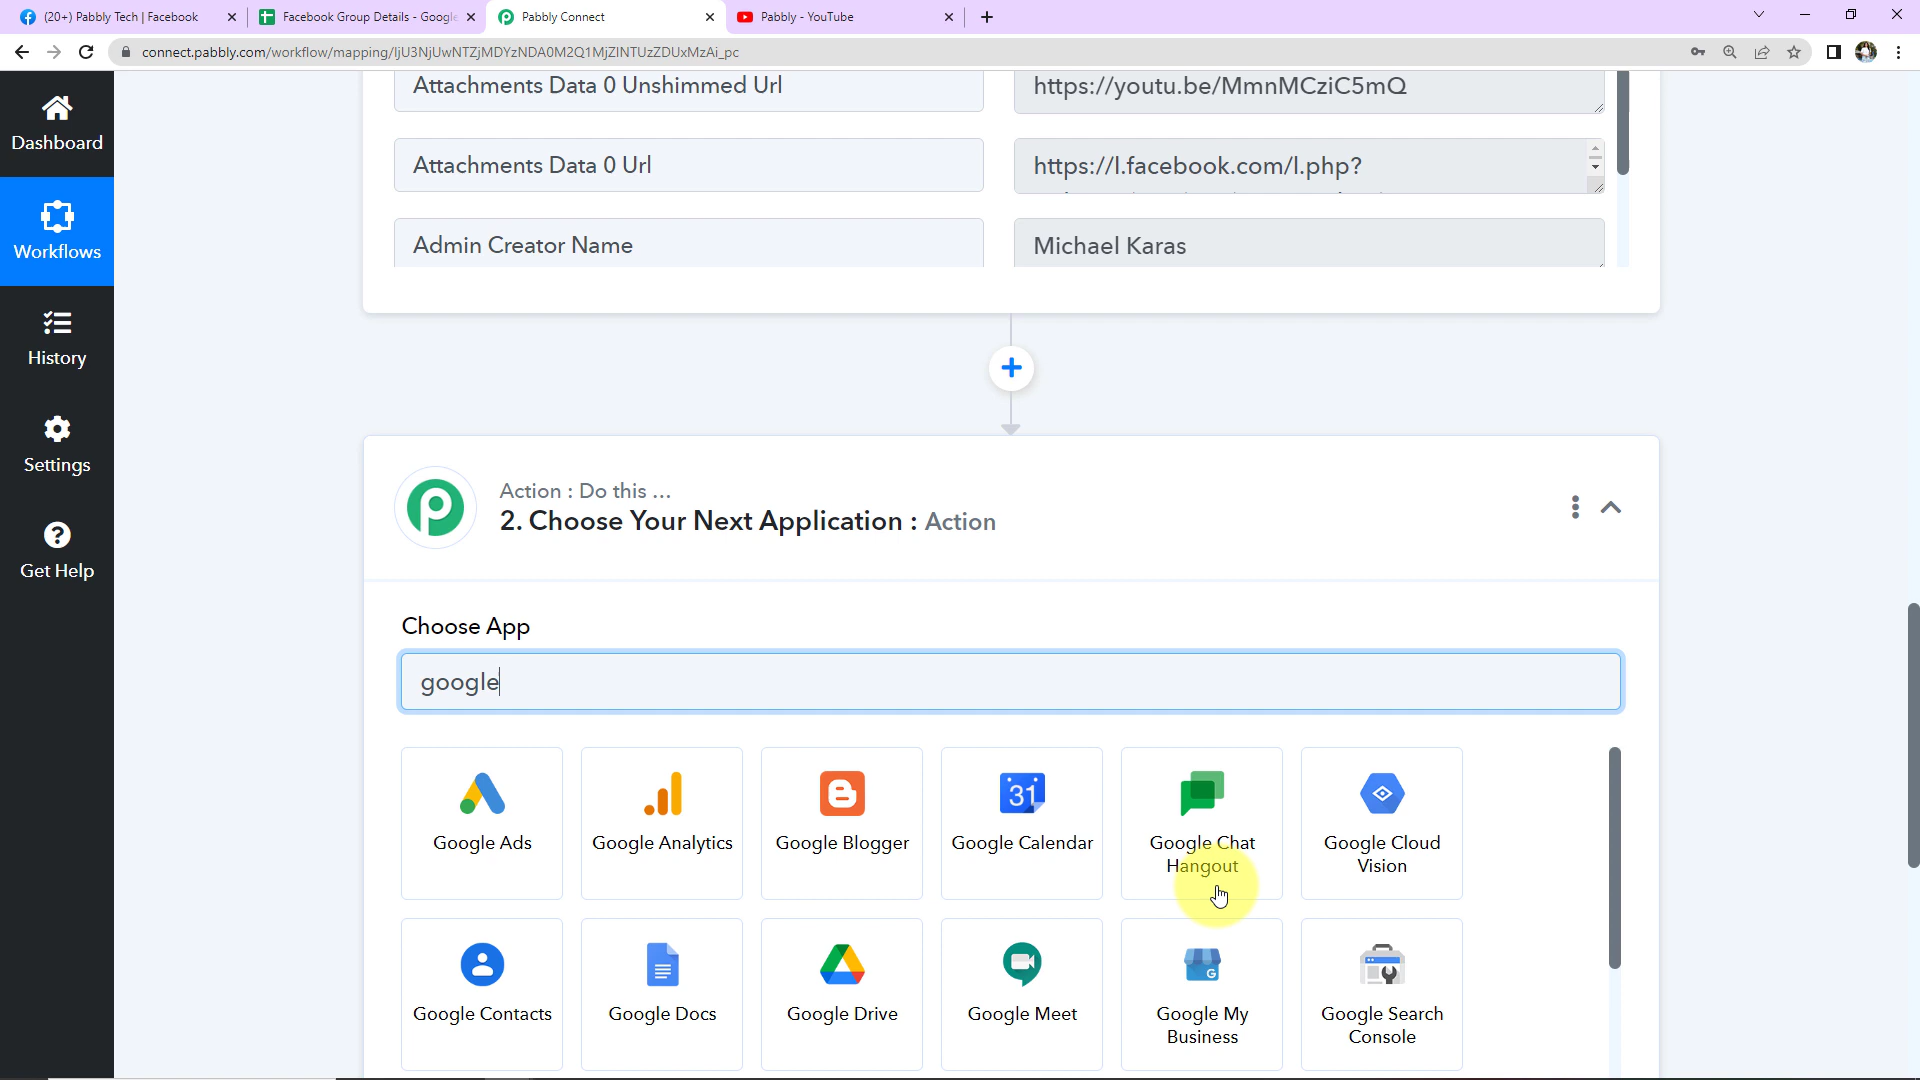 (20+) Pabbly Tech | Facebook
Facebook Group Details - Google
Pabbly Connect
Pabbly - YouTube
connect.pabbly.com/workflow/mapping/IjU3NjUwNTZjMDYzNDA0M2Q1MjZlNTUzZDUxMzAi_pc
Dashboard
Workflows
History
Settings
Get Help
Attachments Data 0 Unshimmed Url
https://youtu.be/MmnMCziC5mQ
Attachments Data 0 Url
https://l.facebook.com/l.php?
Admin Creator Name
Michael Karas
Action : Do this ...
2. Choose Your Next Application : Action
Choose App
google
Google Ads
Google Analytics
Google Blogger
Google Calendar
Google Chat
Hangout
Google Cloud
Vision
31
Google Contacts
Google Docs
Google Drive
Google Meet
Google My
Business
Google Search
Console